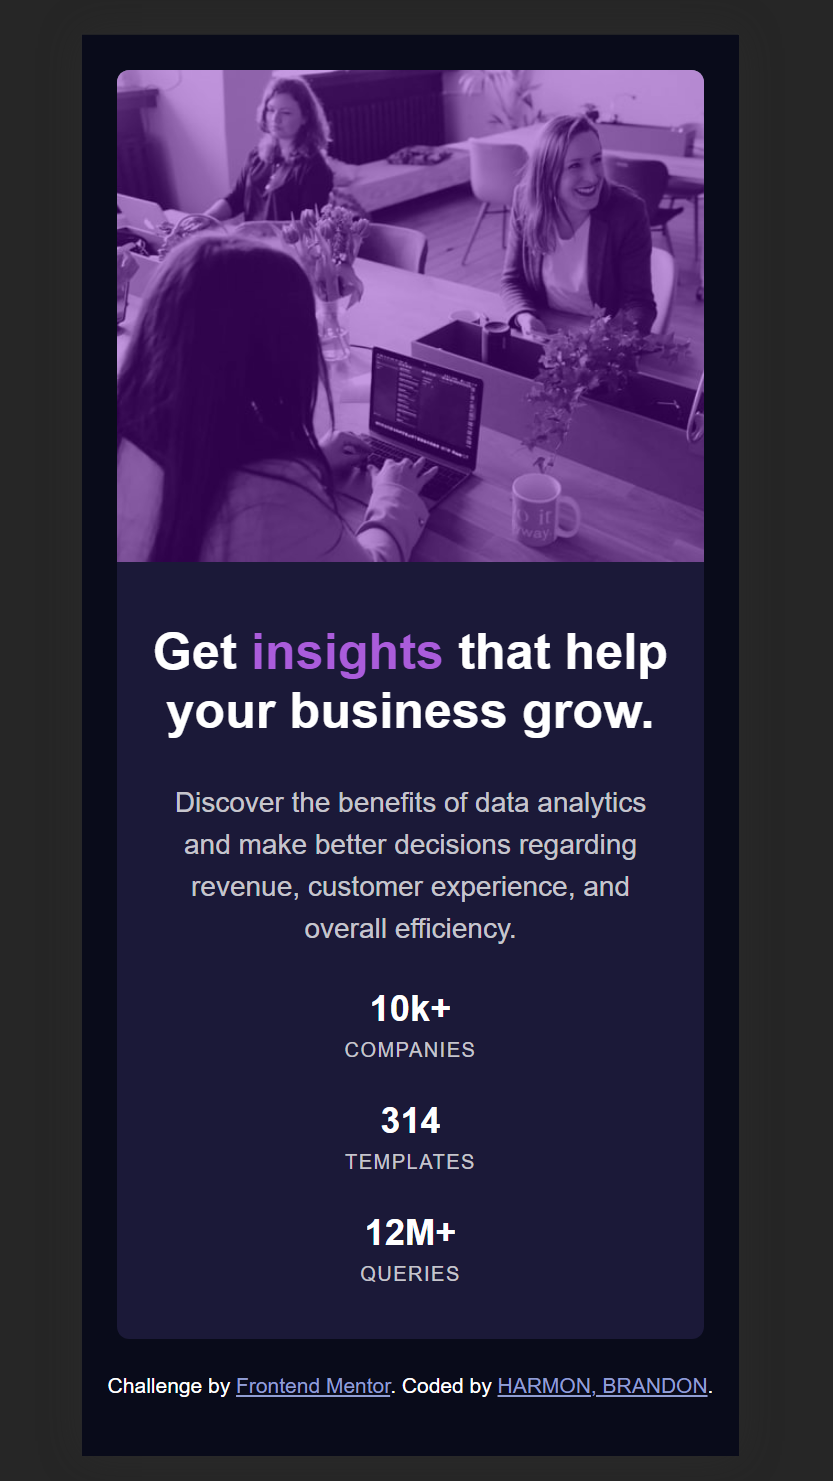 Get insights that help
your business grow.
Discover the benefits of data analytics
and make better decisions regarding
revenue, customer experience, and
overall efficiency.
10k+
COMPANIES
314
TEMPLATES
12M+
QUERIES
Challenge by Frontend Mentor. Coded by HARMON, BRANDON.